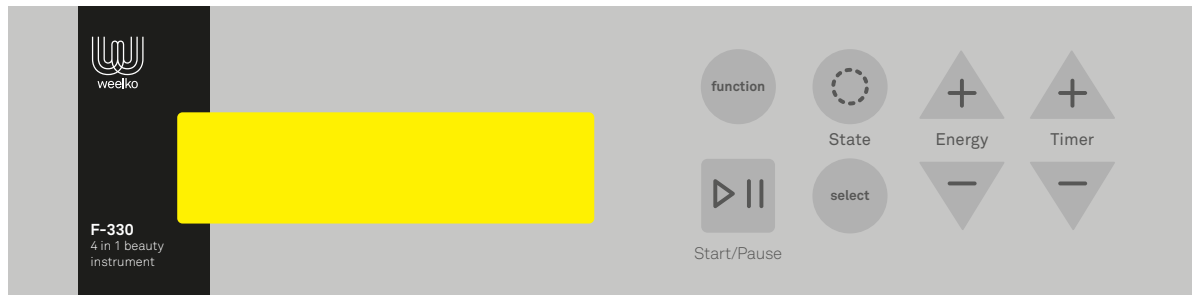 weelko
F-330
4 in 1 beauty
instrument
function
State
Energy
Timer
select
Start/Pause